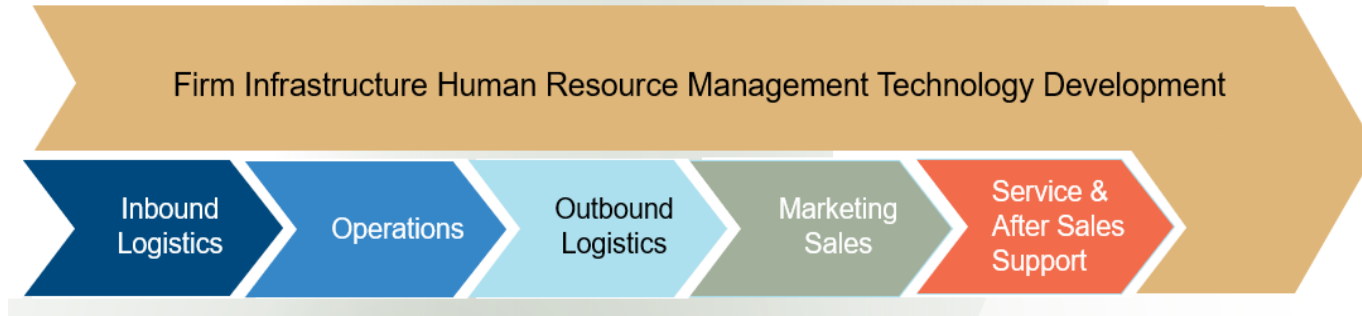 Firm Infrastructure Human Resource Management Technology Development
Inbound
Logistics
Operations
Outbound
Logistics
Marketing
Sales
Service &
After Sales
Support